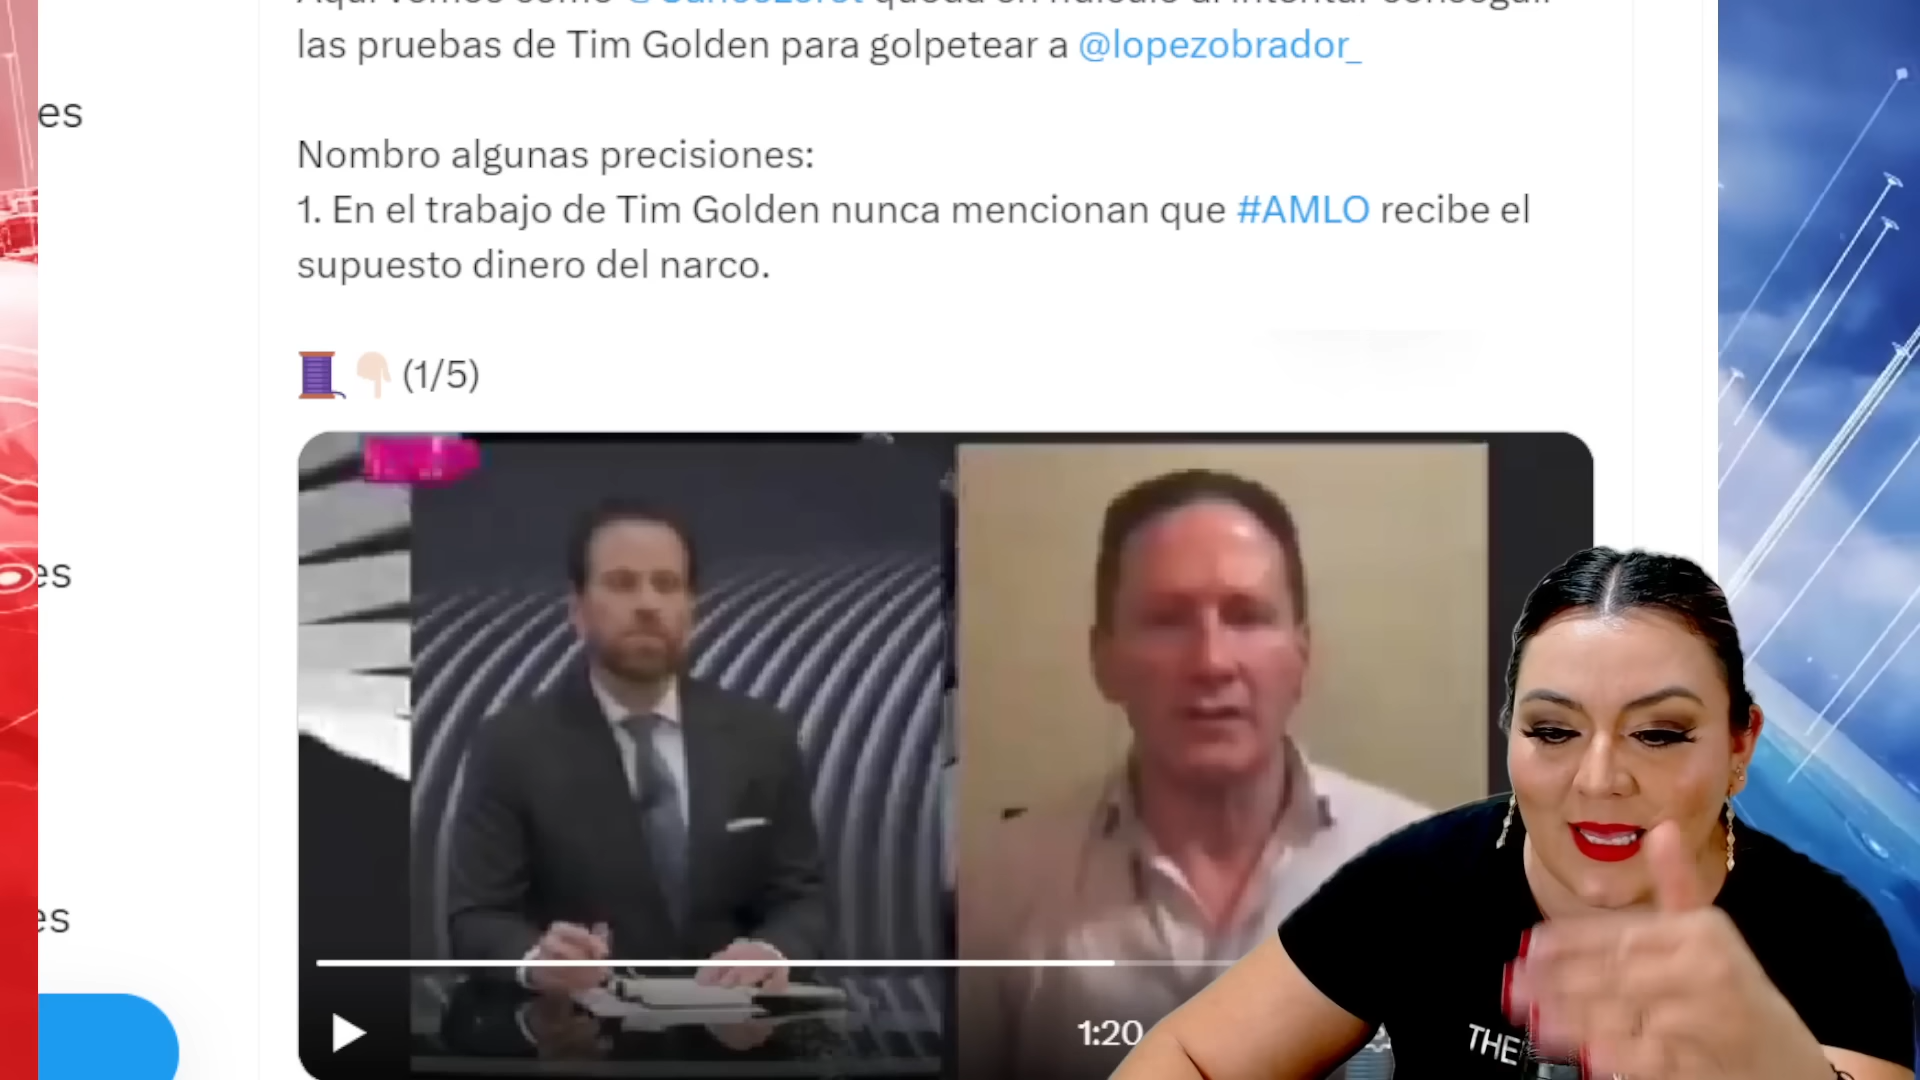 las pruebas de Tim Golden para golpetear a @lopezobrador_
es
Nombro algunas precisiones:
1. En el trabajo de Tim Golden nunca mencionan que #AMLO recibe el
supuesto dinero del narco.
(1/5)
es
es
1:20
THE